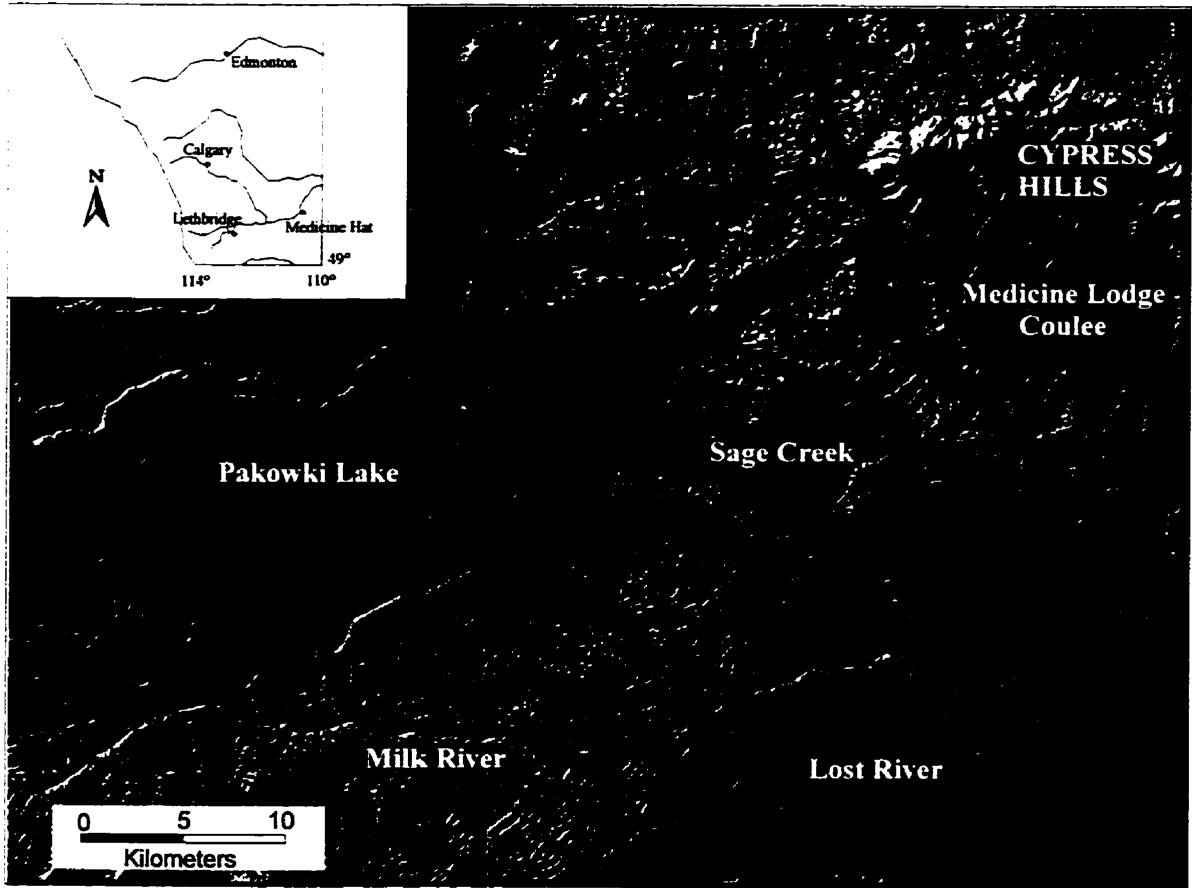 Edmonton
Calgary
N
Lethbridge
Medicine Hat
49°
114°
110°
CYPRESS
HILLS
Medicine Lodge
Coulee
Sage Creek
Pakowki Lake
Milk River
Lost River
0 5 10
Kilometers